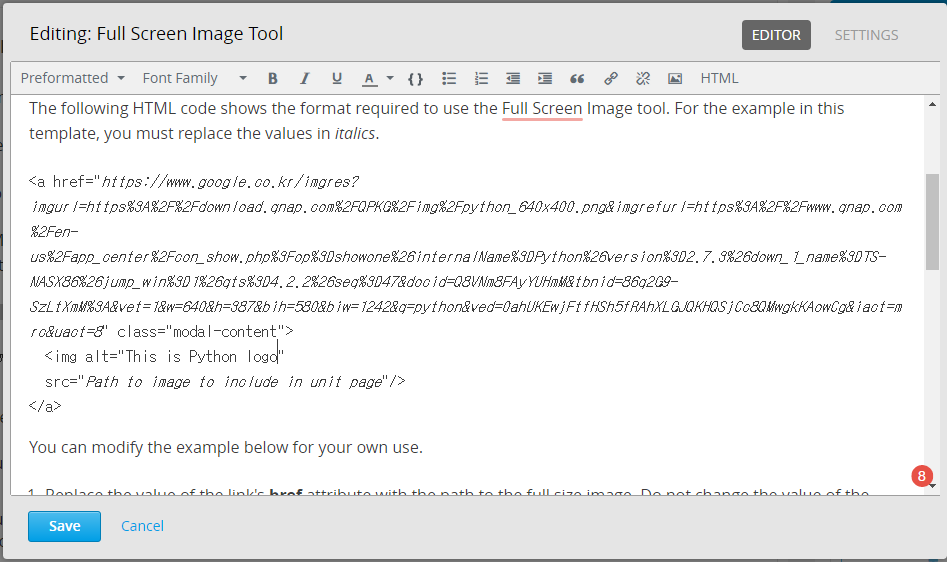 Editing: Full Screen Image Tool
EDITOR
SETTINGS
Preformatted
Font Family
B
I
U
A
{}
HTML
The following HTML code shows the format required to use the Full Screen Image tool. For the example in this
template, you must replace the values in italics.
<a href="https://www.google.co.kr/imgres?
imgurl=https%3A%2F%2Fdownload.qnap.com%2FQPKG%2Fimg%2Fpython_640x400.png&imgrefurl=https%3A%2F%2Fwww.qnap.com
%2Fen-
us%2Fapp_center%2Fcon_show.php%3Fop%3Dshowone%26internalName%3DPython%26version%3D2.7.3%26down_1_name%3DTS-
NASX86%26jump_win%3D1%26qts%3D4.2.2%26seq%3D47&docid=Q8VNm8FAyYUHmM&tbnid=86q2G9-
SzLtXmM%3A&vet=1&w=640&h=387&bih=580&biw=1242&q=python&ved=0ahUKEwjFtfHSh5fRAhXLGJQKHQSjCc8QMwgkKAowCg&iact=m
rc&uact=8" class="modal-content">
<img alt="This is Python logo"
src="Path to image to include in unit page"/>
</a>
You can modify the example below for your own use.
1. Replace the value of the link's href attribute with the path to the full size image. Do not change the value of the
8
Save
Cancel